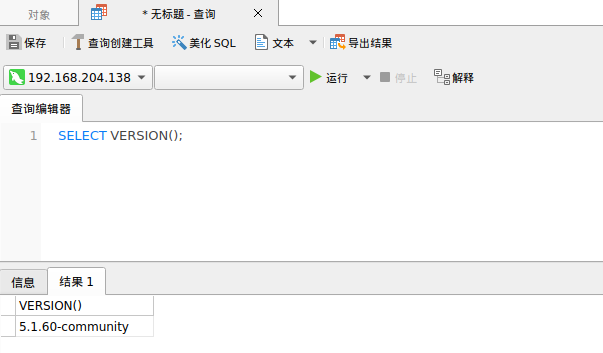 对象
* 无标题 - 查询
保存 查询创建工具 美化 SQL 文本 导出结果
192.168.204.138 运行 停止 解释
查询编辑器
1 SELECT VERSION();
信息 结果 1
VERSION()
5.1.60-community